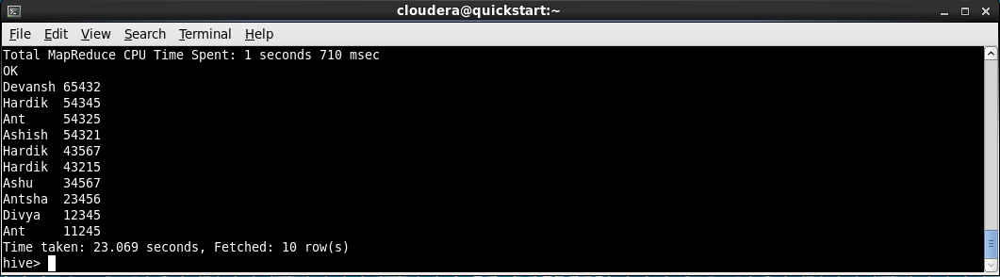 cloudera@quickstart:~
File Edit View Search Terminal Help
Total MapReduce CPU Time Spent: 1 seconds 710 msec
OK
Devansh 65432
Hardik  54345
Ant     54325
Ashish  54321
Hardik  43567
Hardik  43215
Ashu    34567
Antsha  23456
Divya   12345
Ant     11245
Time taken: 23.069 seconds, Fetched: 10 row(s)
hive>